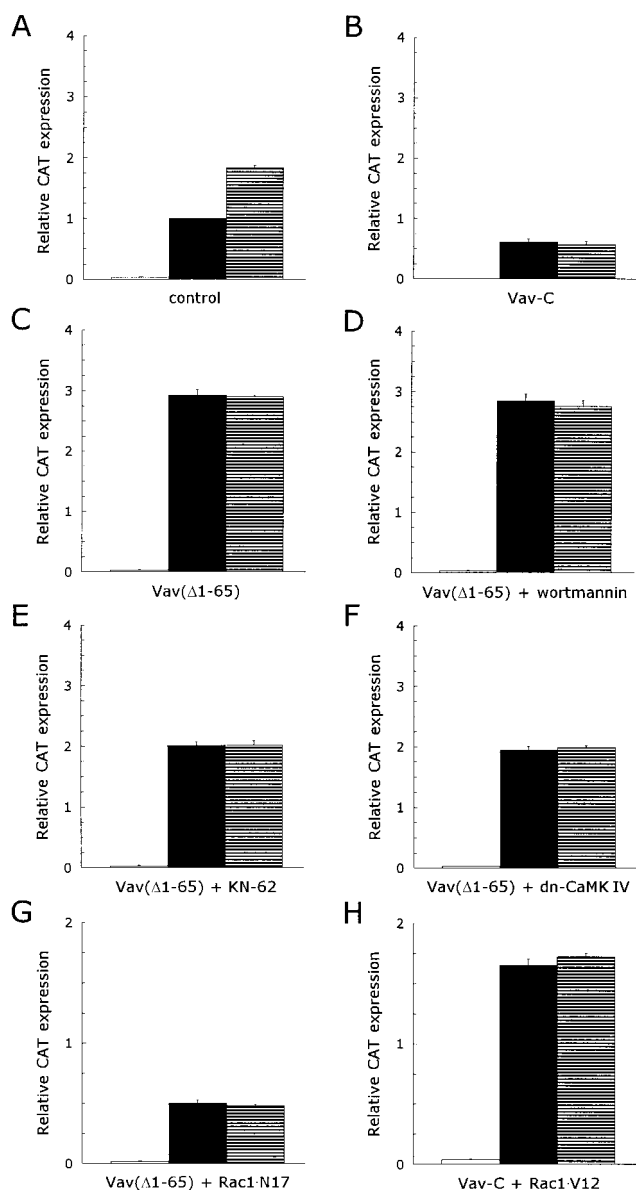 A
Relative CAT expression
4
3
2
1
0
control
B
Relative CAT expression
4
3
2
1
0
Vav-C
C
Relative CAT expression
4
3
2
1
0
Vav(Δ1-65)
D
Relative CAT expression
4
3
2
1
0
Vav(Δ1-65) + wortmannin
E
Relative CAT expression
4
3
2
1
0
Vav(Δ1-65) + KN-62
F
Relative CAT expression
4
3
2
1
0
Vav(Δ1-65) + dn-CaMK IV
G
Relative CAT expression
2
1
0
Vav(Δ1-65) + Rac1·N17
H
Relative CAT expression
2
1
0
Vav-C + Rac1·V12